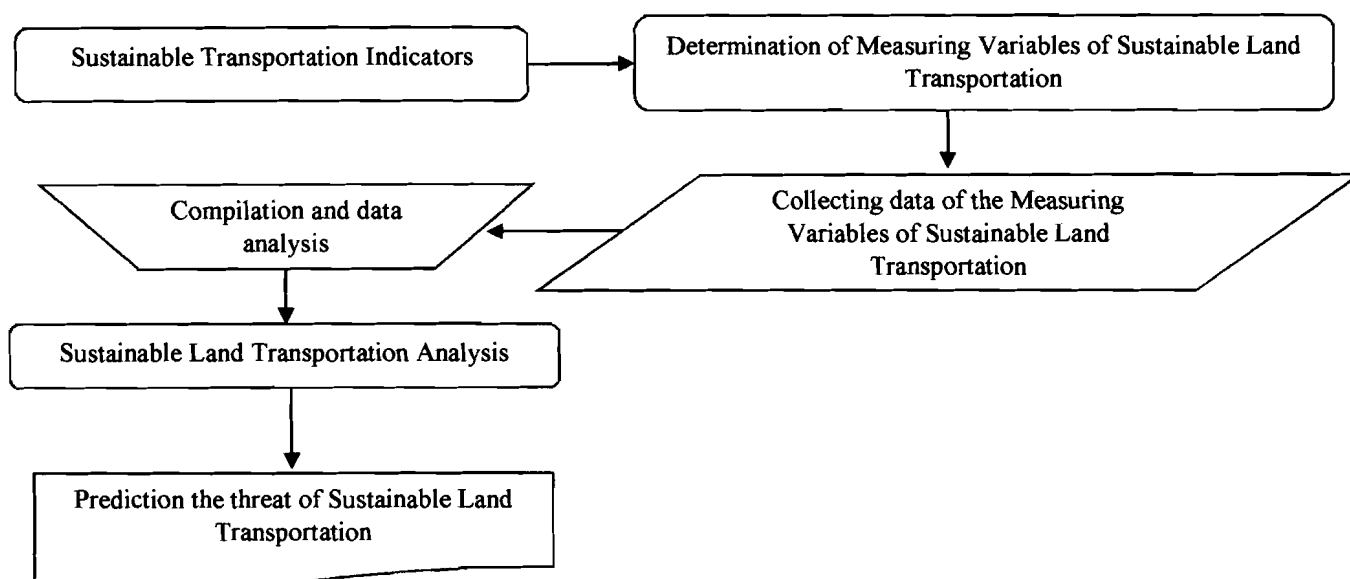 Sustainable Transportation Indicators
Determination of Measuring Variables of Sustainable Land
Transportation
Collecting data of the Measuring
Variables of Sustainable Land
Transportation
Compilation and data
analysis
Sustainable Land Transportation Analysis
Prediction the threat of Sustainable Land
Transportation